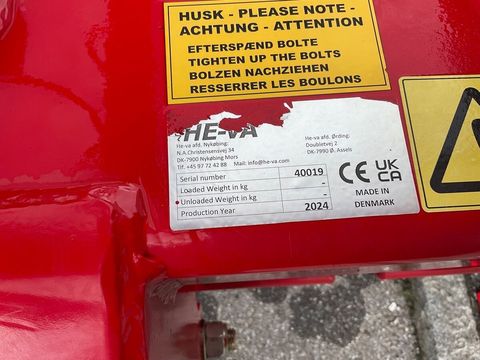 HUSK - PLEASE NOTE -
ACHTUNG - ATTENTION
EFTERSPÆND BOLTE
TIGHTEN UP THE BOLTS
BOLZEN NACHZIEHEN
RESSERRER LES BOULONS
HE-VA
He-va afd. Nykøbing:
N.A.Christensensvej 34
DK-7900 Nykøbing Mors
Tlf. +45 97 72 42 88 Mail: info@he-va.com
He-va afd. Ørding:
Doubletvej 2
DK-7990 Ø. Assels
Serial number 40019
Loaded Weight in kg -
Unloaded Weight in kg -
Production Year 2024
CE UK
CA
MADE IN
DENMARK